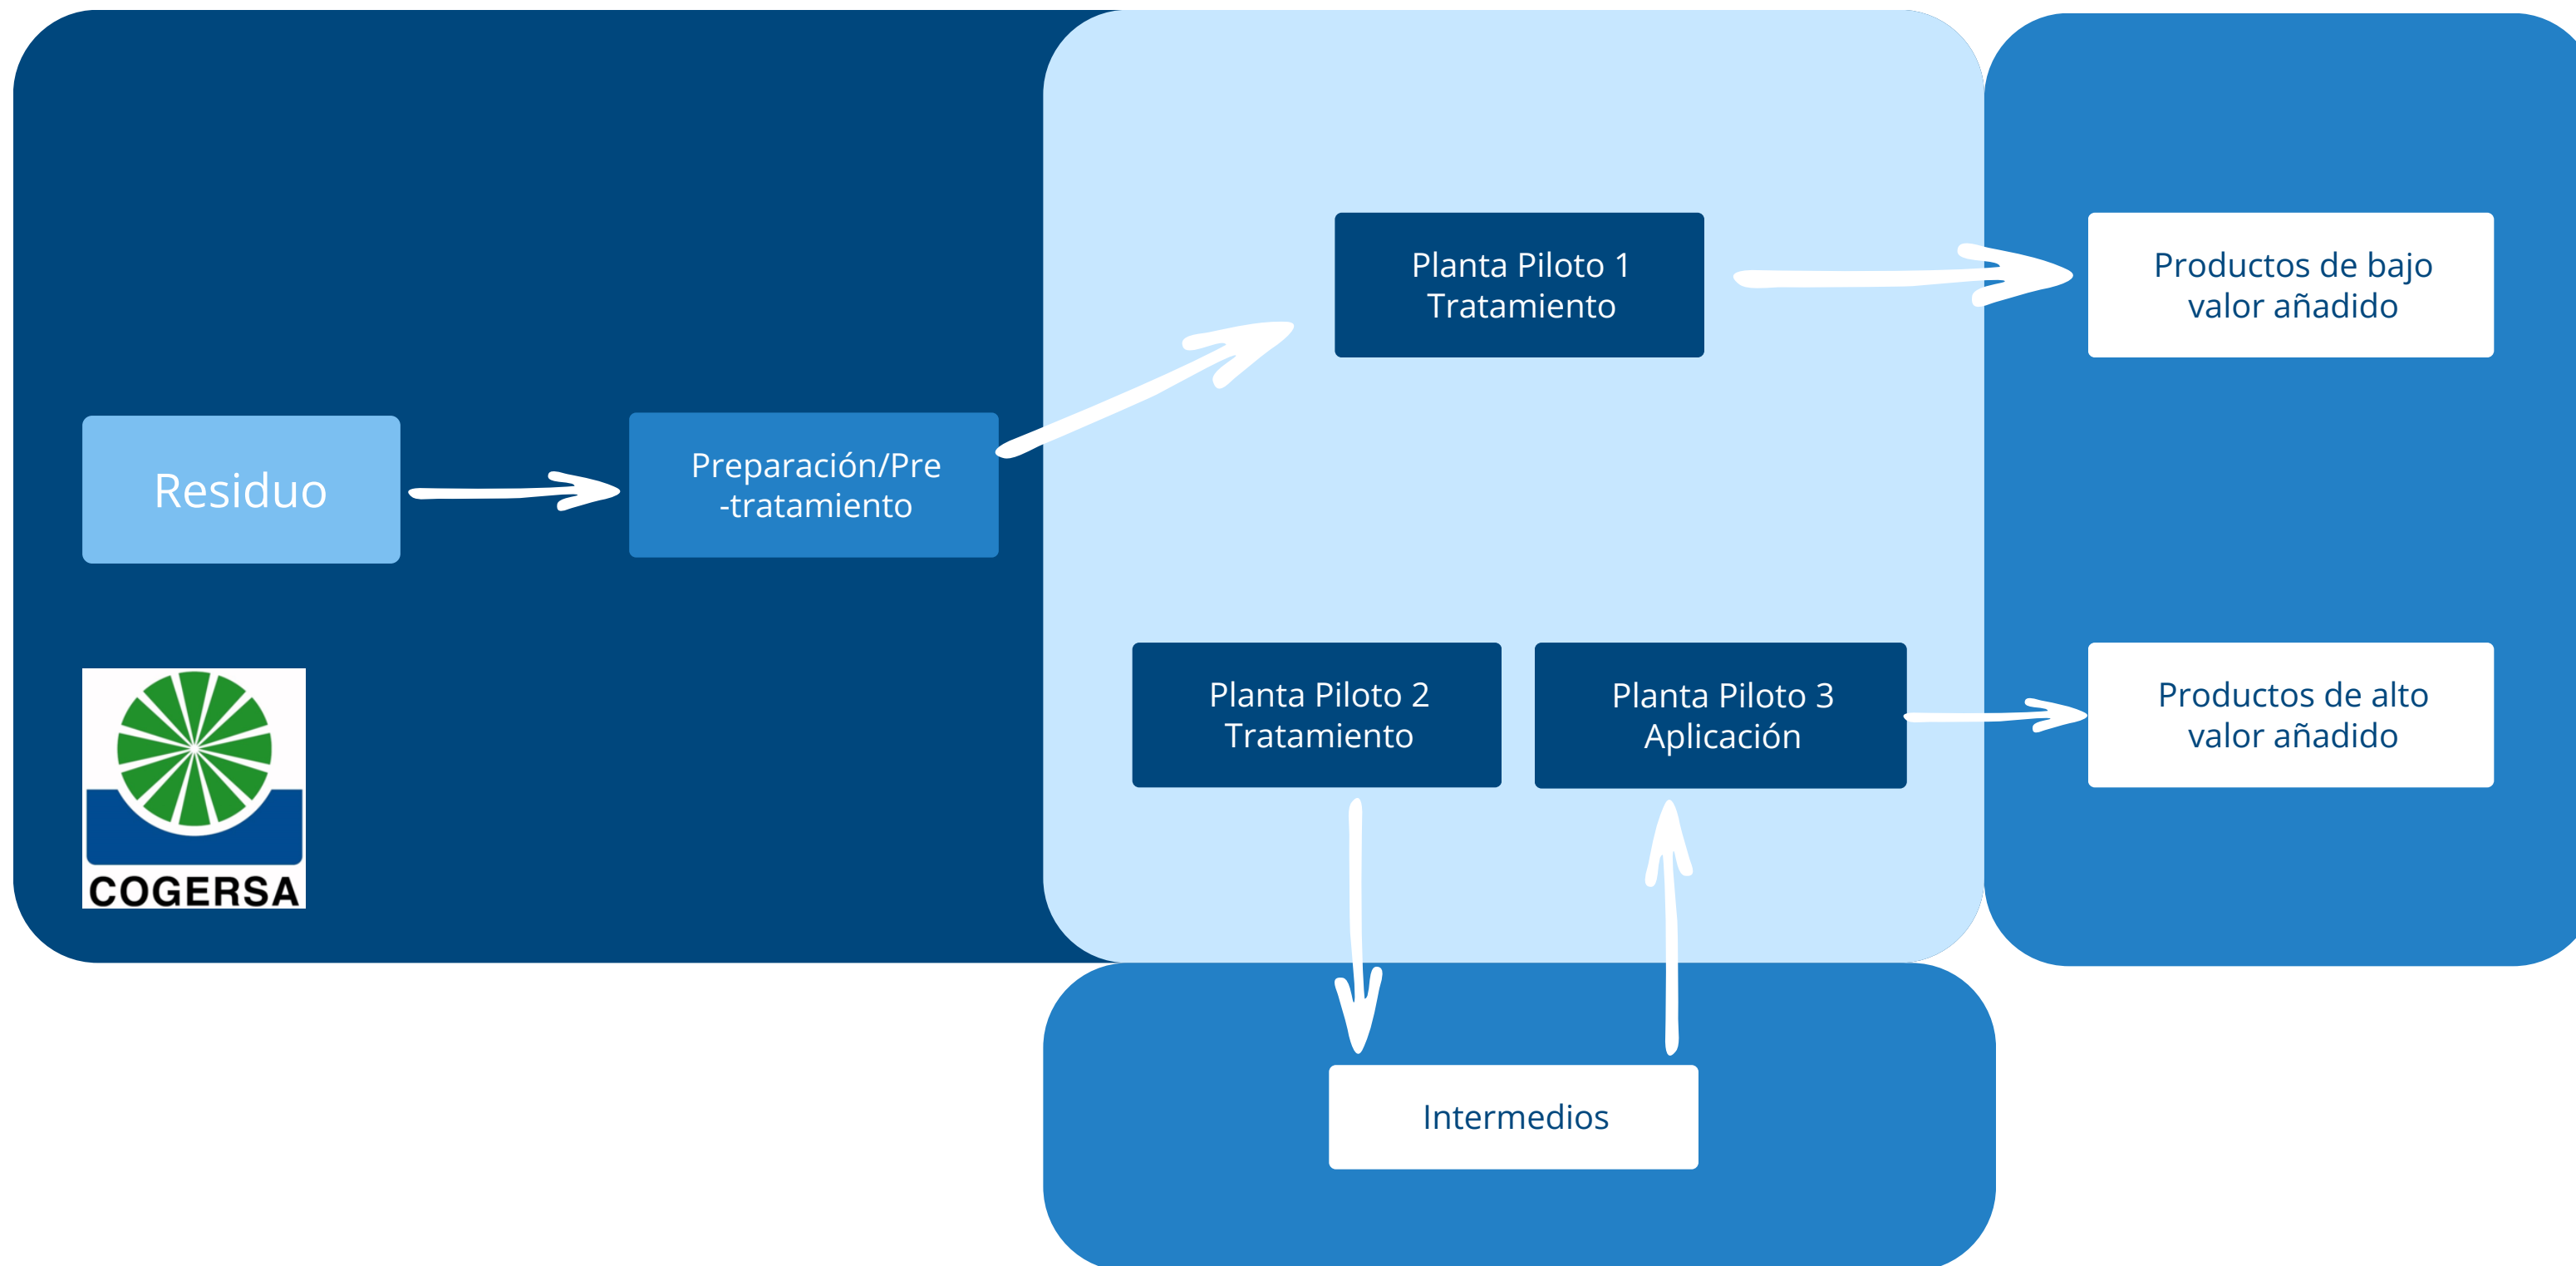 Residuo
Preparación/Pre
-tratamiento
Planta Piloto 1
Tratamiento
Productos de bajo
valor añadido
Planta Piloto 2
Tratamiento
Planta Piloto 3
Aplicación
Productos de alto
valor añadido
COGERSA
Intermedios